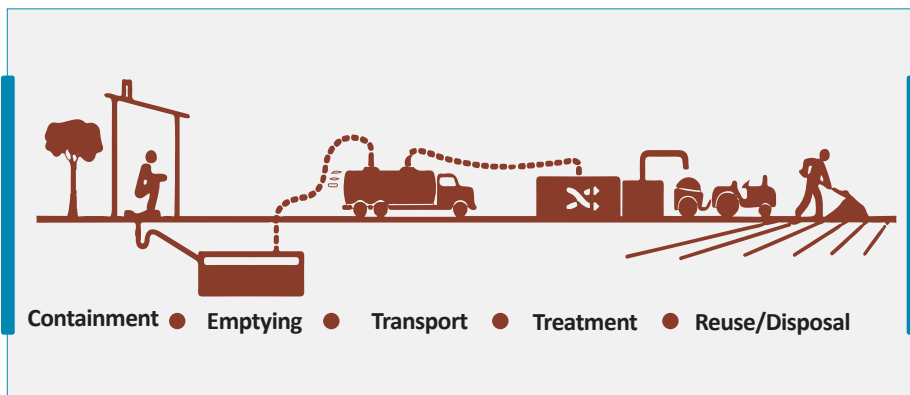 Containment ● Emptying ● Transport ● Treatment ● Reuse/Disposal